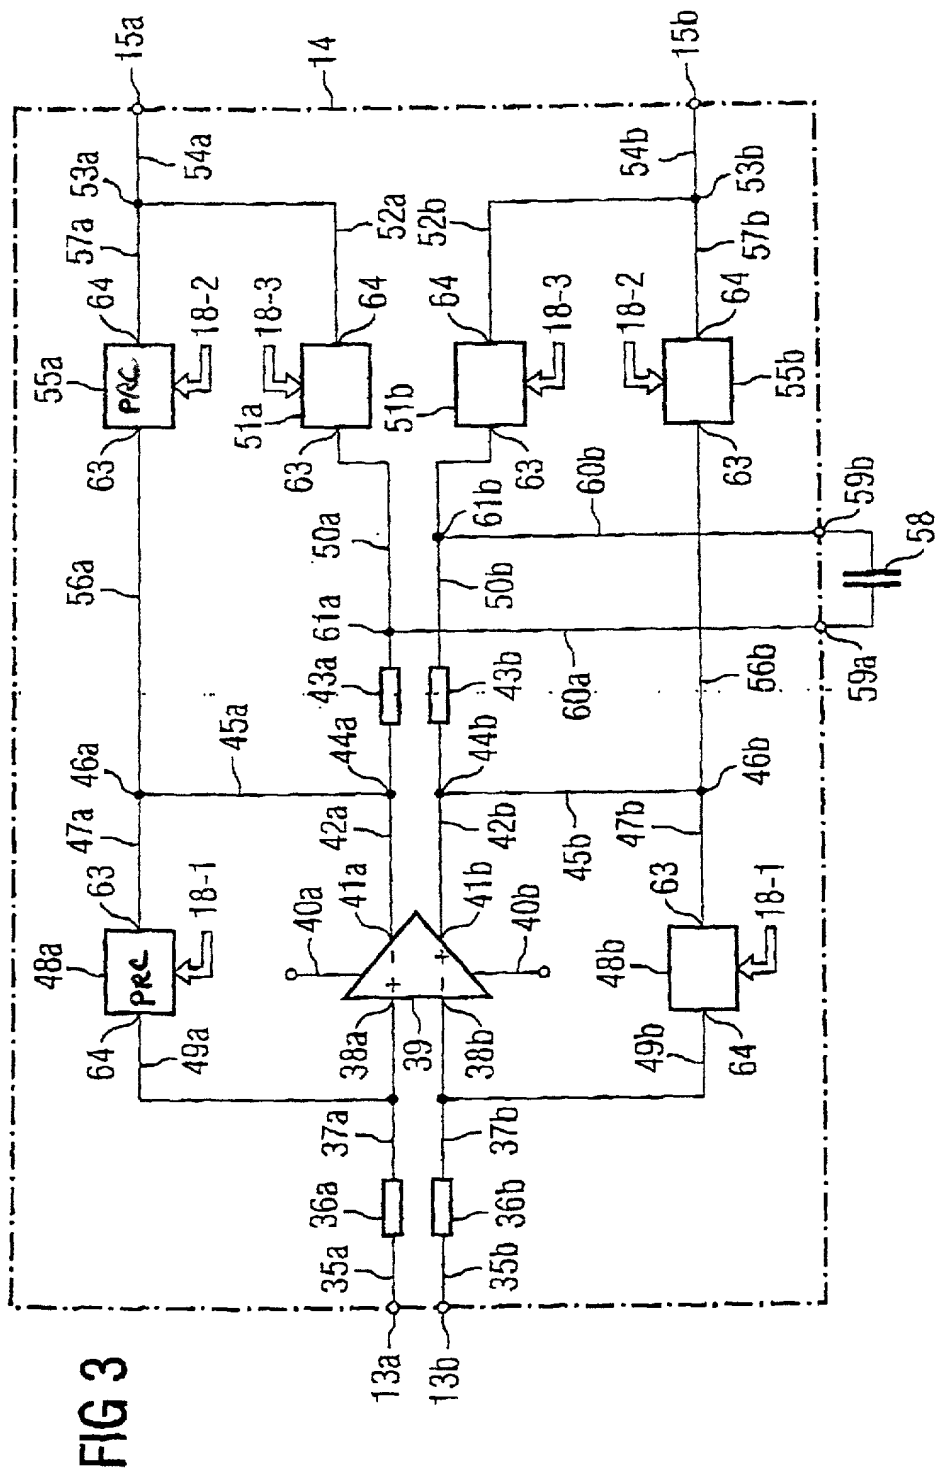 FIG 3
15a
15b
14
54a
54b
53a
53b
57a
52a
52b
57b
64
64
64
64
18-2
18-3
18-3
18-2
55a
PRC
51a
51b
55b
63
63
63
63
61b
60b
59b
58
50a
50b
56a
61a
43a
43b
60a
56b
59a
45a
46a
44a
44b
46b
47a
42a
42b
45b
47b
63
18-1
40a
41a
41b
40b
63
18-1
48a
PRC
+
-
-
+
48b
64
49a
38a
39
38b
49b
64
37a
37b
36a
36b
35a
35b
13a
13b